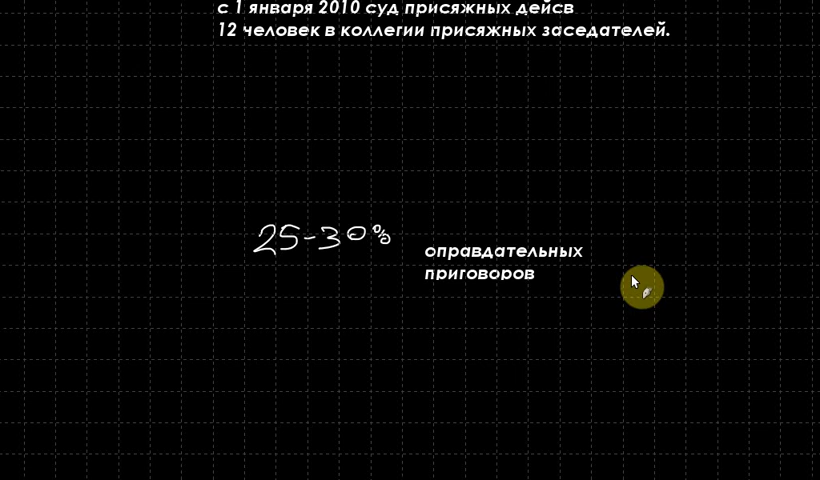 с 1 января 2010 суд присяжных дейсв
12 человек в коллегии присяжных заседателей.
25-30%
оправдательных
приговоров